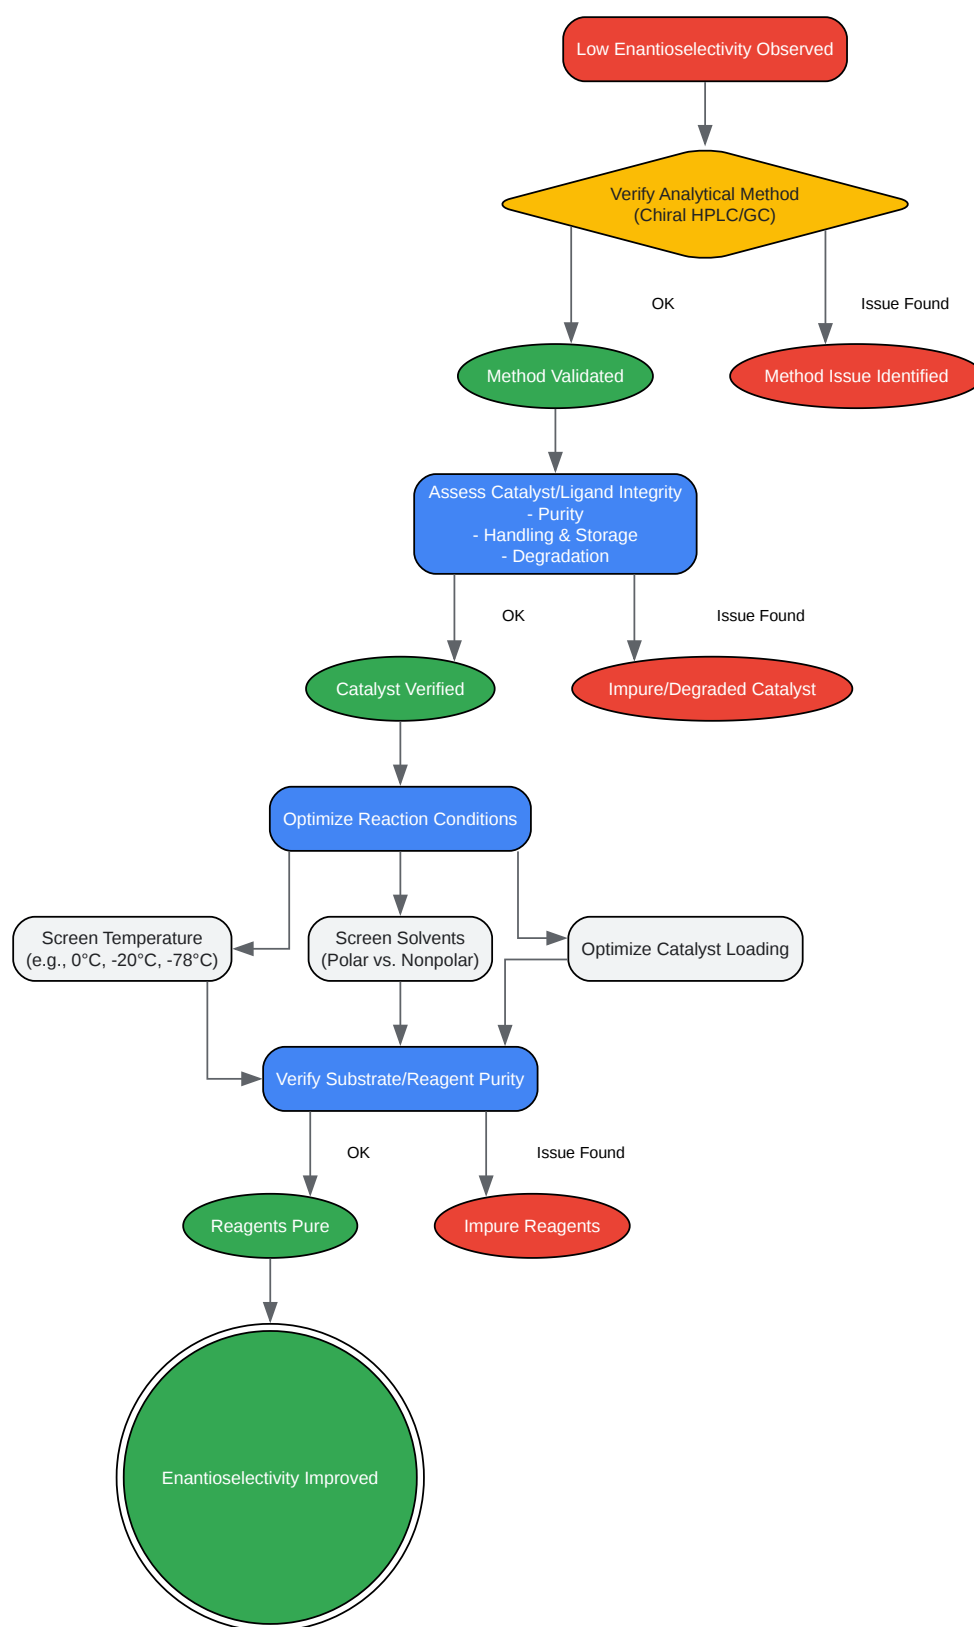 Low Enantioselectivity Observed
Verify Analytical Method
(Chiral HPLC/GC)
OK
Issue Found
Method Validated
Method Issue Identified
Assess Catalyst/Ligand Integrity
- Purity
- Handling & Storage
- Degradation
OK
Issue Found
Catalyst Verified
Impure/Degraded Catalyst
Optimize Reaction Conditions
Screen Temperature
(e.g., 0°C, -20°C, -78°C)
Screen Solvents
(Polar vs. Nonpolar)
Optimize Catalyst Loading
Verify Substrate/Reagent Purity
OK
Issue Found
Reagents Pure
Impure Reagents
Enantioselectivity Improved